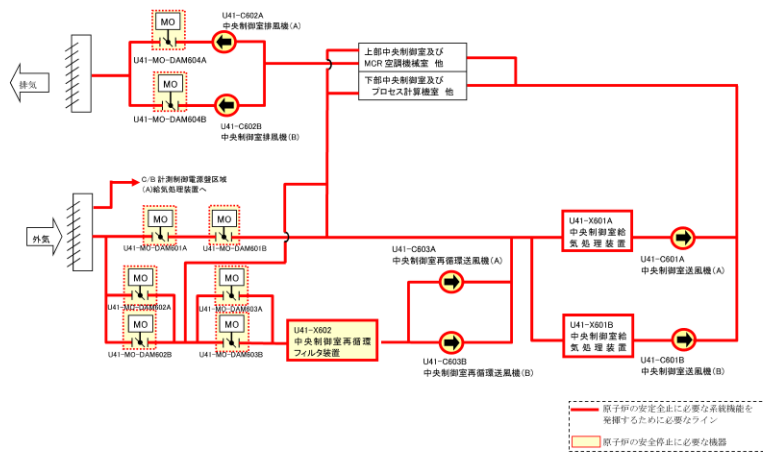 MO
U41-C602A
中央制御室排風機(A)
U41-MO-DAM604A
排気
MO
U41-MO-DAM604B
U41-C602B
中央制御室排風機(B)
上部中央制御室及び
MCR空調機械室 他
下部中央制御室及び
プロセス計算機室 他
C/B 計測制御電源盤区域
(A)給気処理装置へ
外気
MO
U41-MO-DAM601A
MO
U41-MO-DAM601B
MO
U41-MO-DAM602A
MO
U41-MO-DAM602B
MO
U41-MO-DAM603A
MO
U41-MO-DAM603B
U41-X602
中央制御室再循環
フィルタ装置
U41-C603A
中央制御室再循環送風機(A)
U41-C603B
中央制御室再循環送風機(B)
U41-X601A
中央制御室給
気処理装置
U41-C601A
中央制御室送風機(A)
U41-X601B
中央制御室給
気処理装置
U41-C601B
中央制御室送風機(B)
原子炉の安定全止に必要な系統機能を
発揮するために必要なライン
原子炉の安全停止に必要な機器